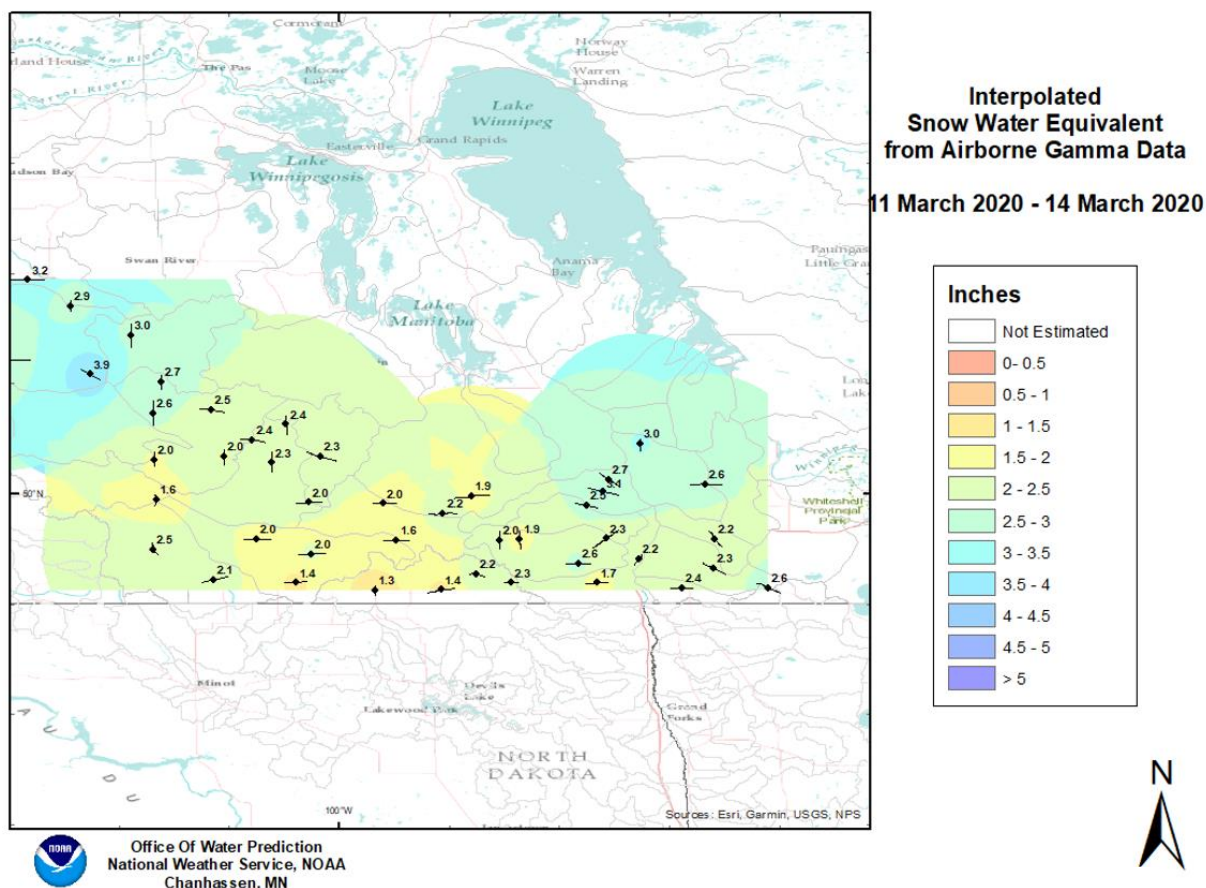 Cormorant
Norway
House
Warren
Landing
The Pas
Moose
Lake
Carrot River
Lake
Winnipeg
Grand Rapids
Easterville
Lake
Winnipegosis
Swan River
Anama
Bay
Lake
Manitoba
3.2
2.9
3.0
3.9
2.7
2.6
2.5
2.4
2.4
2.0
2.3
2.3
2.0
3.0
2.7
2.6
1.6
2.0
2.0
1.9
2.2
50°N
Whiteshell
Provincial
Park
2.5
2.0
2.0
1.6
2.0
1.9
2.3
2.2
2.2
2.6
2.3
2.1
1.4
1.3
1.4
2.2
2.3
1.7
2.4
2.6
Minot
Devils
Lake
Grand
Forks
NORTH
DAKOTA
100°W
Sources: Esri, Garmin, USGS, NPS
Interpolated
Snow Water Equivalent
from Airborne Gamma Data
11 March 2020 - 14 March 2020
Inches
Not Estimated
0- 0.5
0.5 - 1
1 - 1.5
1.5 - 2
2 - 2.5
2.5 - 3
3 - 3.5
3.5 - 4
4 - 4.5
4.5 - 5
> 5
N
NOAA
Office Of Water Prediction
National Weather Service, NOAA
Chanhassen, MN